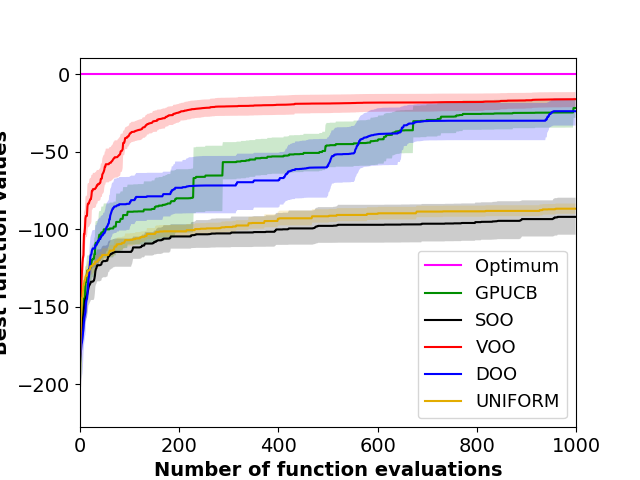 0
−50
−100
−150
−200
Best function values
0 200 400 600 800 1000
Number of function evaluations
Optimum
GPUCB
SOO
VOO
DOO
UNIFORM